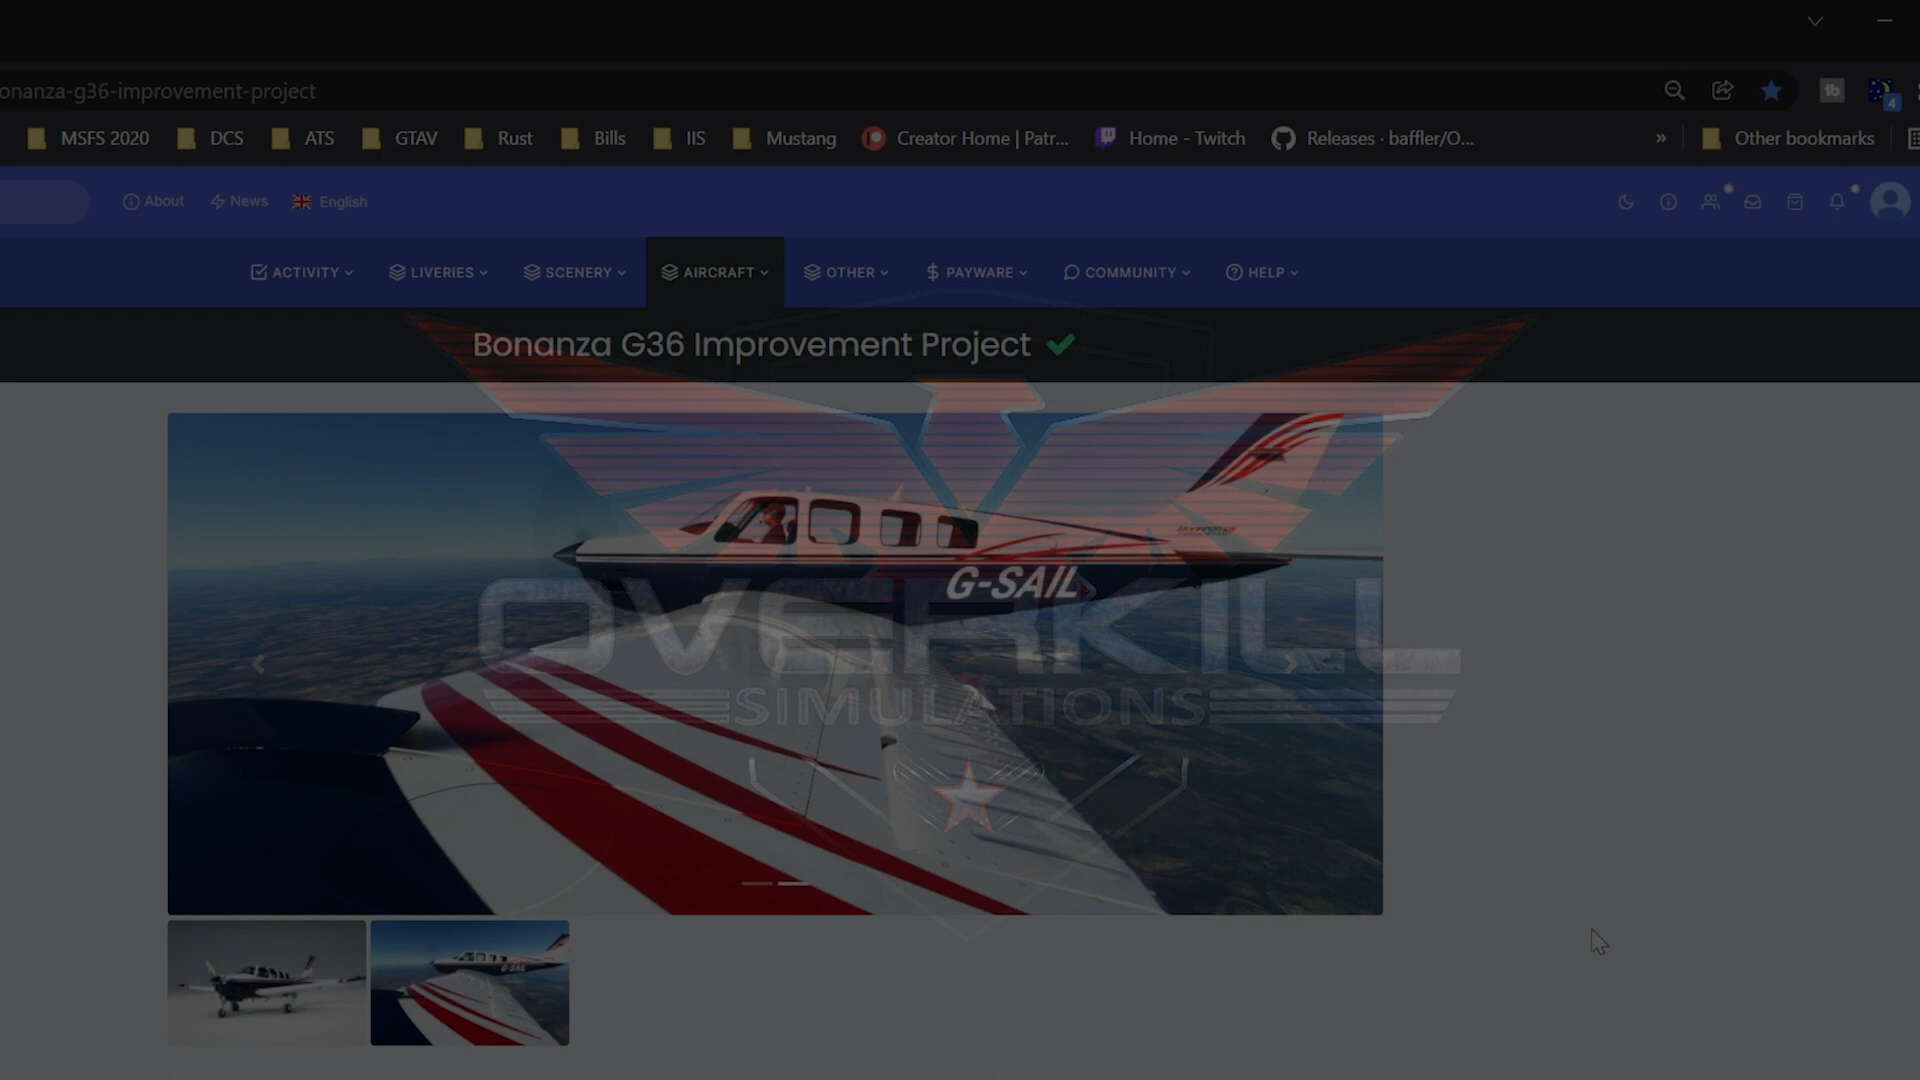 onanza-g36-improvement-project
MSFS 2020 DCS ATS GTAV Rust Bills IIS Mustang Creator Home | Patr... Home - Twitch Releases · baffler/O... » Other bookmarks
4
About News English
ACTIVITY LIVERIES SCENERY AIRCRAFT OTHER PAYWARE COMMUNITY HELP
Bonanza G36 Improvement Project
G-SAIL
OVERKILL
SIMULATIONS
G-SAIL